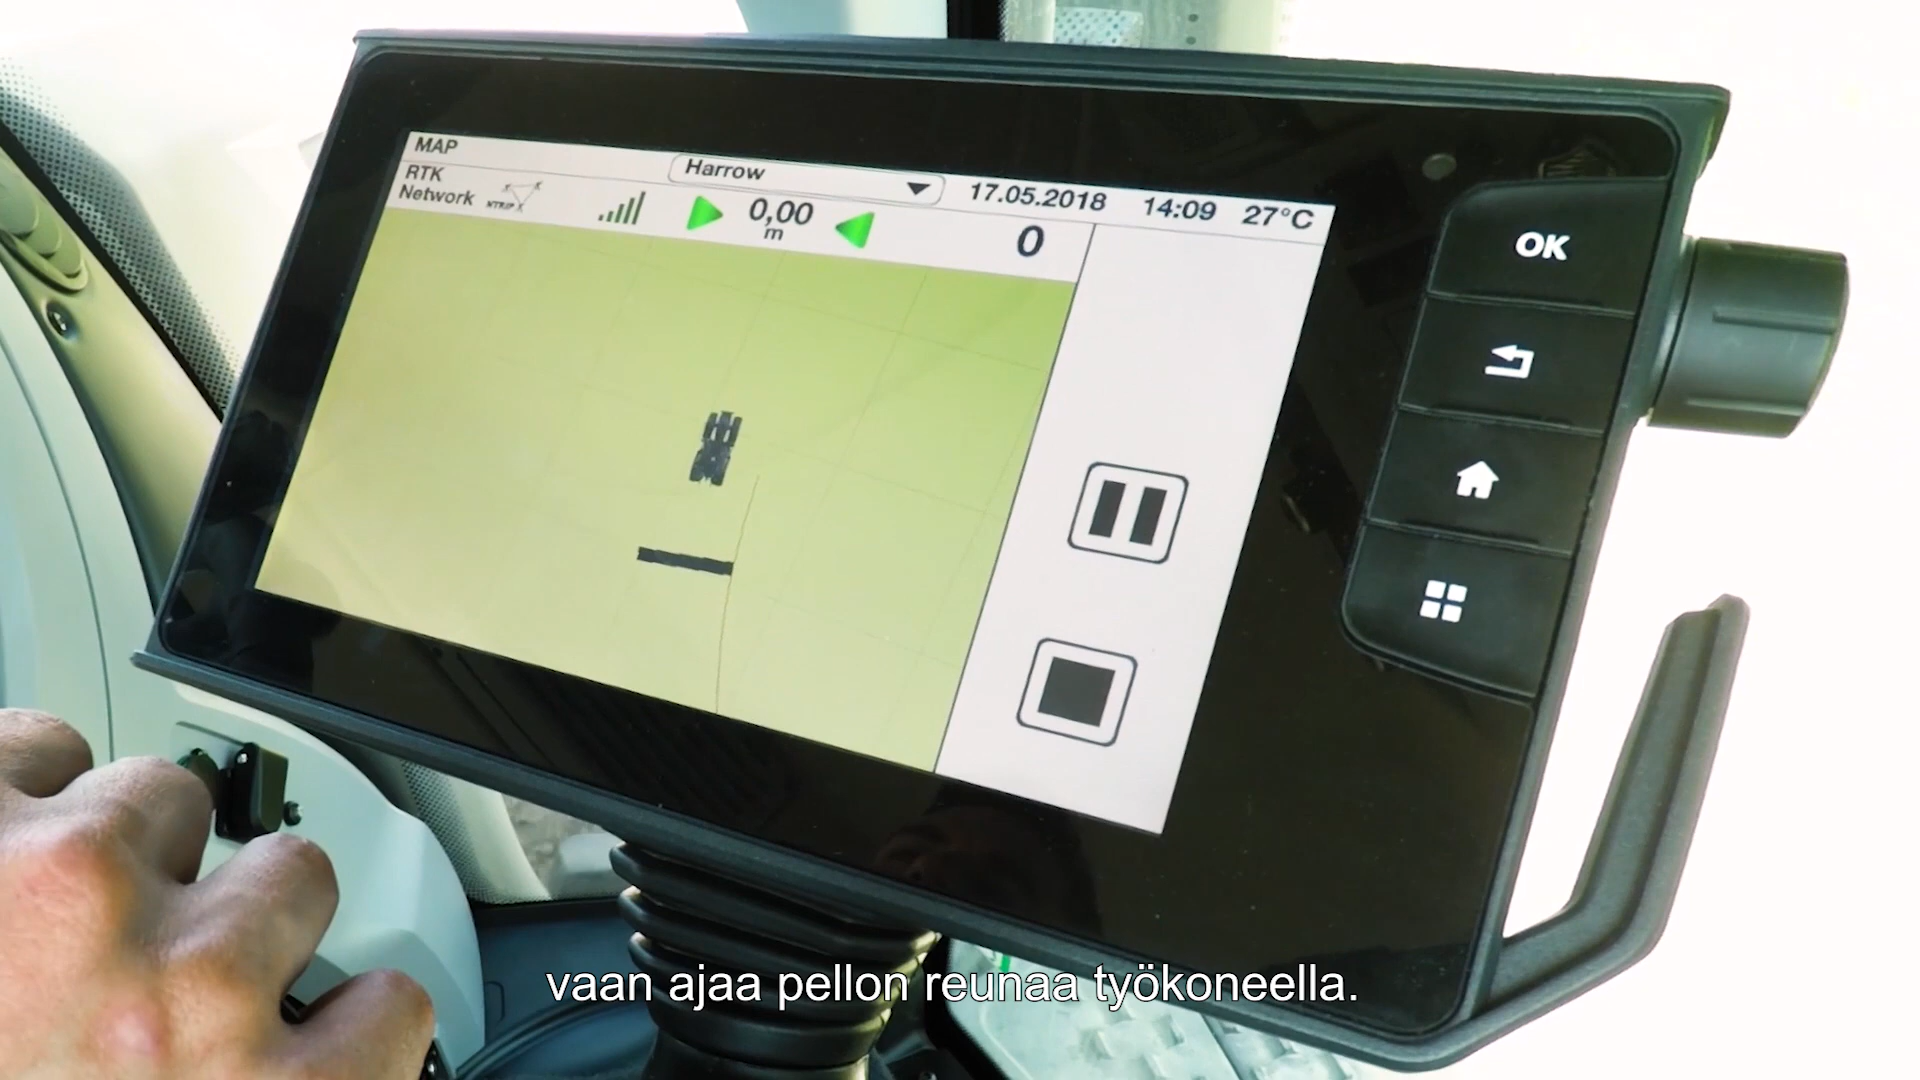 MAP
Harrow
17.05.2018 14:09 27°C
RTK
Network
NTRIP
0,00
m
0
OK
vaan ajaa pellon reunaa työkoneella.